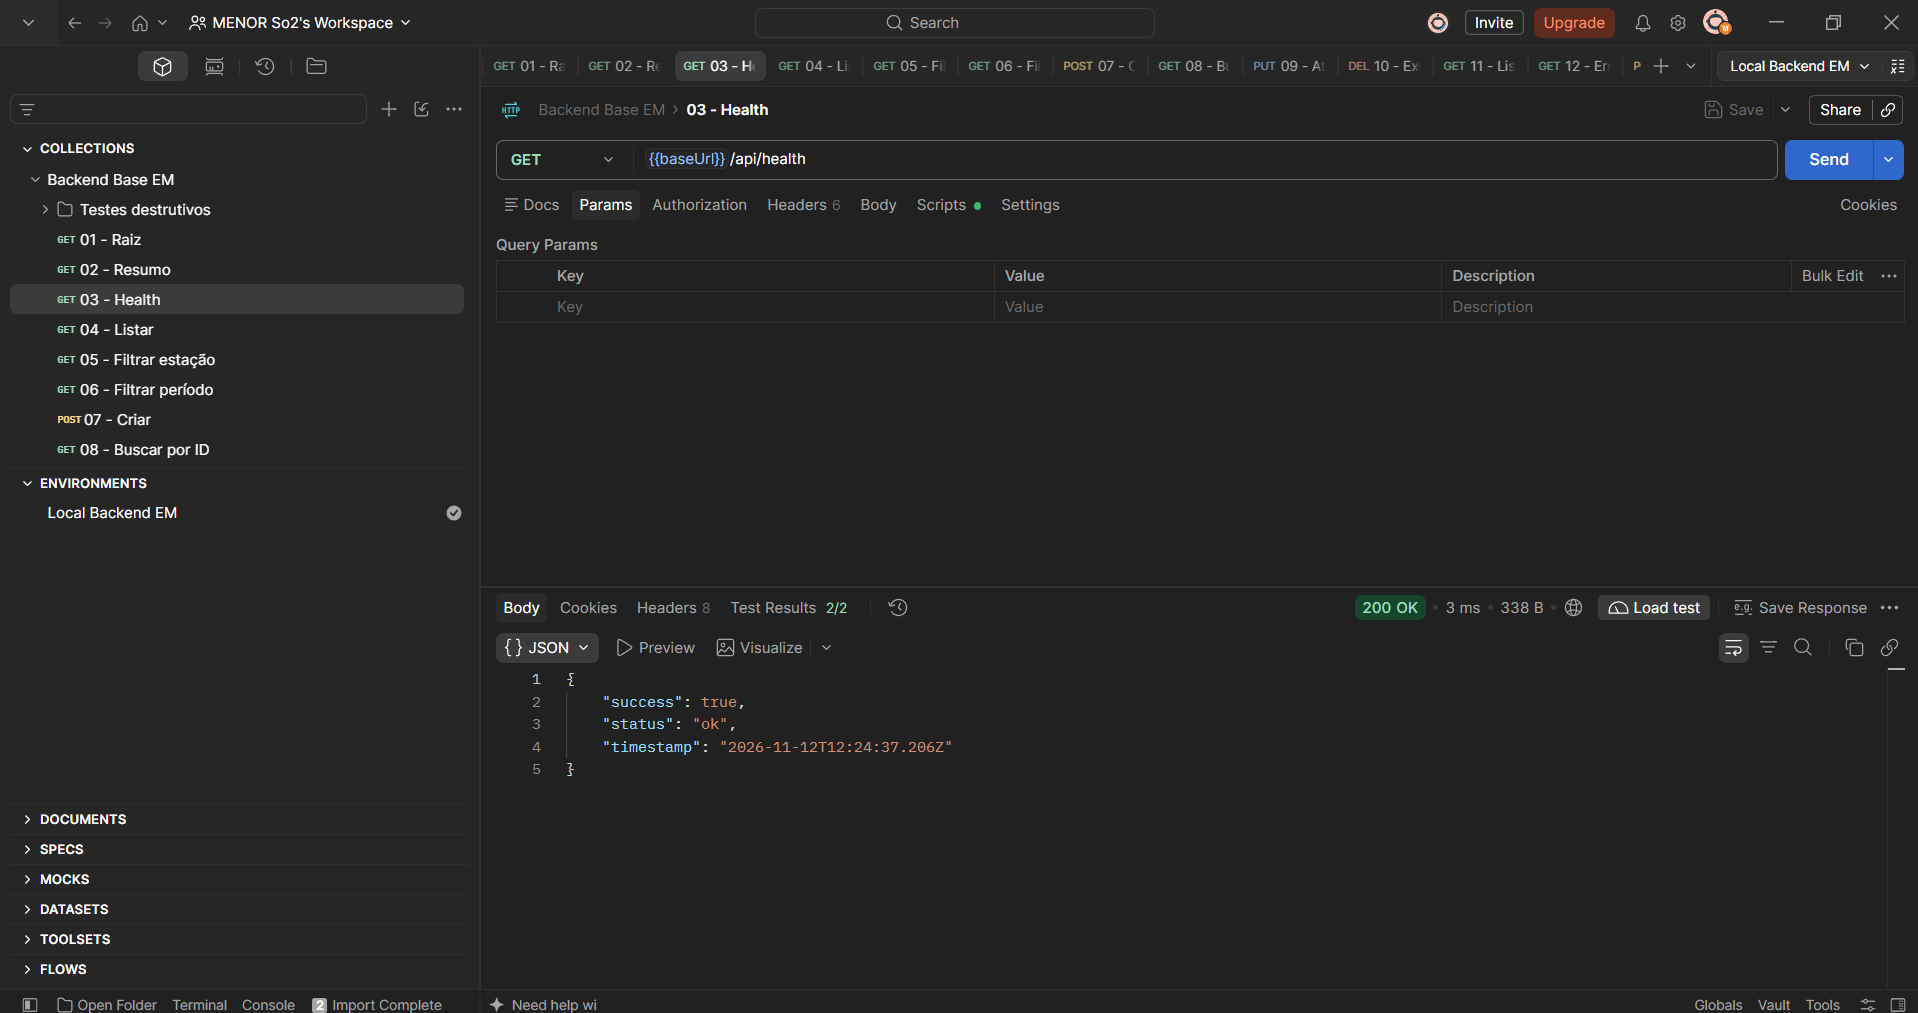 MENOR So2's Workspace
Search
Invite
Upgrade
GET 01 - Ra
GET 02 - Re
GET 03 - H
GET 04 - Li
GET 05 - Fil
GET 06 - Fil
POST 07 - C
GET 08 - Bu
PUT 09 - At
DEL 10 - Ex
GET 11 - Lis
GET 12 - Err
P
Local Backend EM
COLLECTIONS
Backend Base EM
Testes destrutivos
GET 01 - Raiz
GET 02 - Resumo
GET 03 - Health
GET 04 - Listar
GET 05 - Filtrar estação
GET 06 - Filtrar período
POST 07 - Criar
GET 08 - Buscar por ID
ENVIRONMENTS
Local Backend EM
DOCUMENTS
SPECS
MOCKS
DATASETS
TOOLSETS
FLOWS
HTTP Backend Base EM > 03 - Health
Save
Share
GET
{{baseUrl}} /api/health
Send
Docs
Params
Authorization
Headers 6
Body
Scripts
Settings
Cookies
Query Params
Key Value Description Bulk Edit
Key Value Description
Body
Cookies
Headers 8
Test Results 2/2
200 OK
3 ms
338 B
Load test
e.g. Save Response
{} JSON
Preview
Visualize
1 {
2 "success": true,
3 "status": "ok",
4 "timestamp": "2026-11-12T12:24:37.206Z"
5 }
Open Folder
Terminal
Console
2 Import Complete
Need help wi
Globals
Vault
Tools